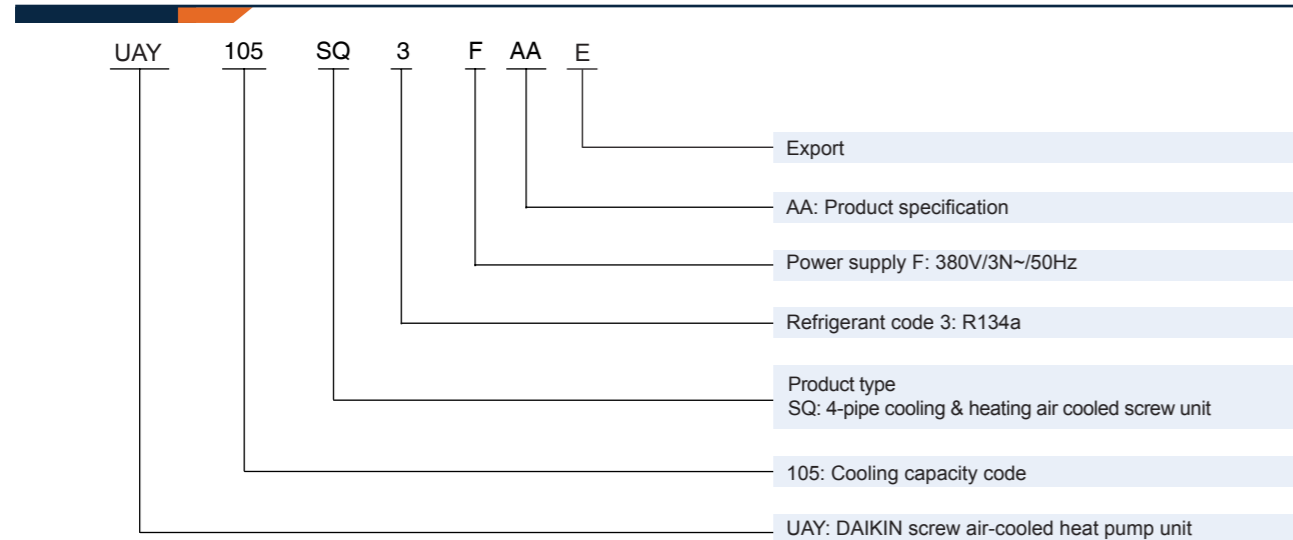 UAY 105 SQ 3 F AA E
Export
AA: Product specification
Power supply F: 380V/3N~/50Hz
Refrigerant code 3: R134a
Product type
SQ: 4-pipe cooling & heating air cooled screw unit
105: Cooling capacity code
UAY: DAIKIN screw air-cooled heat pump unit